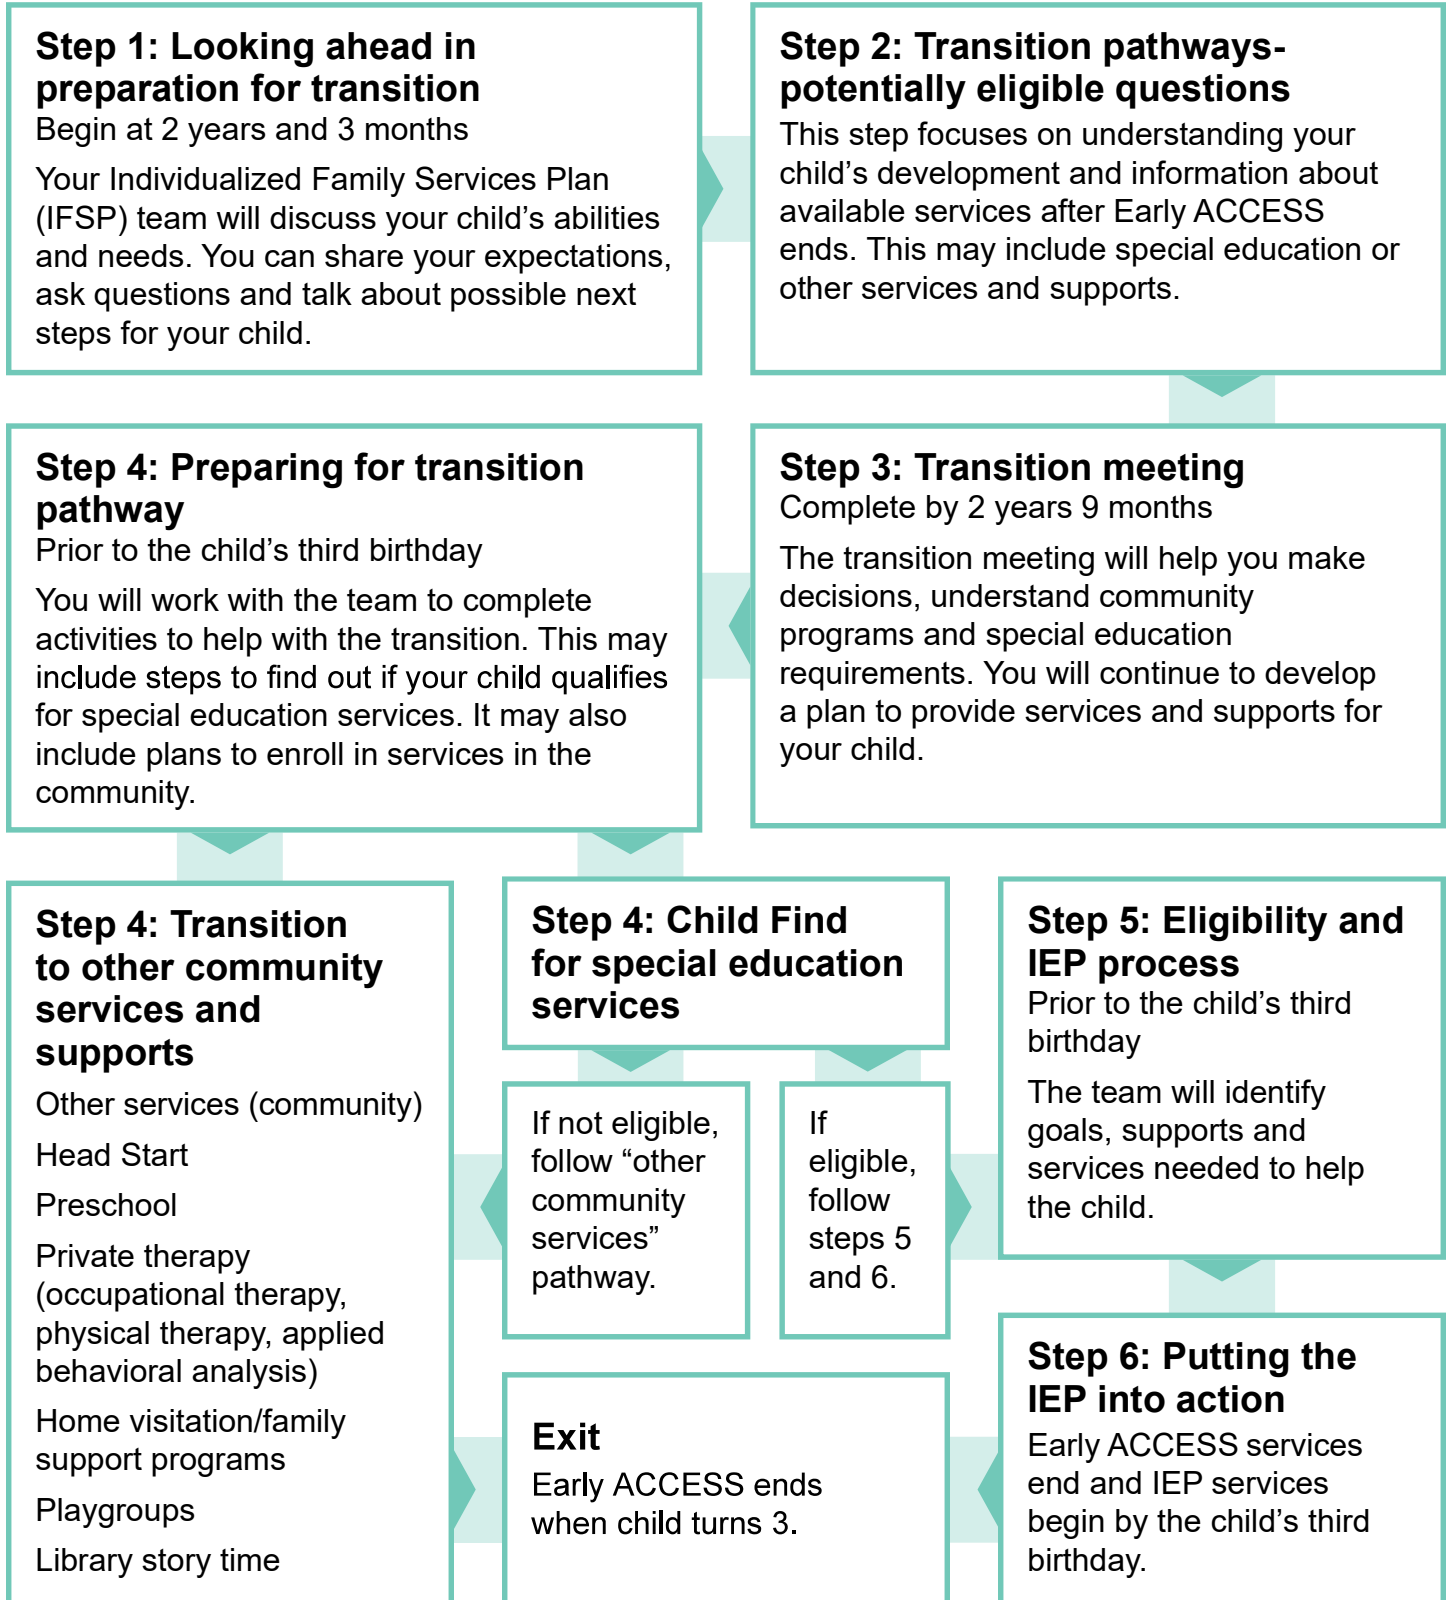 Step 1: Looking ahead in
preparation for transition
Begin at 2 years and 3 months
Your Individualized Family Services Plan
(IFSP) team will discuss your child’s abilities
and needs. You can share your expectations,
ask questions and talk about possible next
steps for your child.
Step 2: Transition pathways-
potentially eligible questions
This step focuses on understanding your
child’s development and information about
available services after Early ACCESS
ends. This may include special education or
other services and supports.
Step 3: Transition meeting
Complete by 2 years 9 months
The transition meeting will help you make
decisions, understand community
programs and special education
requirements. You will continue to develop
a plan to provide services and supports for
your child.
Step 4: Preparing for transition
pathway
Prior to the child’s third birthday
You will work with the team to complete
activities to help with the transition. This may
include steps to find out if your child qualifies
for special education services. It may also
include plans to enroll in services in the
community.
Step 4: Transition
to other community
services and
supports
Other services (community)
Head Start
Preschool
Private therapy
(occupational therapy,
physical therapy, applied
behavioral analysis)
Home visitation/family
support programs
Playgroups
Library story time
Step 4: Child Find
for special education
services
If not eligible,
follow “other
community
services”
pathway.
If
eligible,
follow
steps 5
and 6.
Step 5: Eligibility and
IEP process
Prior to the child’s third
birthday
The team will identify
goals, supports and
services needed to help
the child.
Step 6: Putting the
IEP into action
Early ACCESS services
end and IEP services
begin by the child’s third
birthday.
Exit
Early ACCESS ends
when child turns 3.